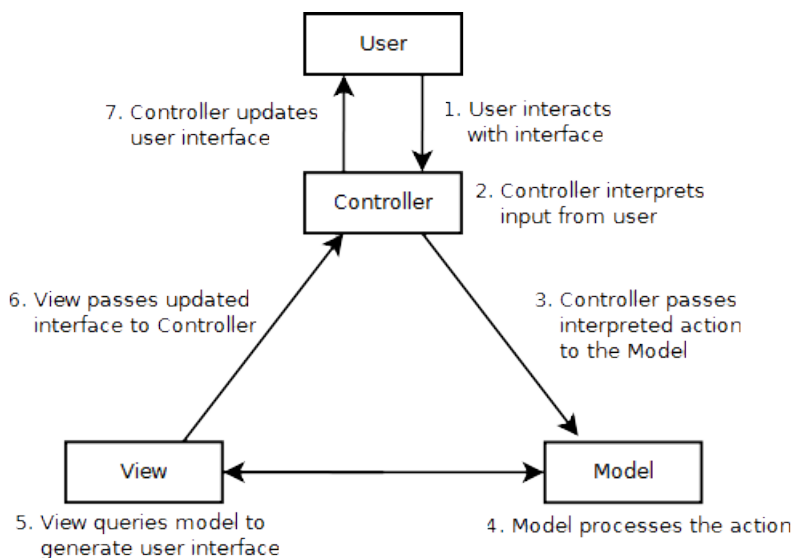 User
7. Controller updates
user interface
1. User interacts
with interface
Controller
2. Controller interprets
input from user
6. View passes updated
interface to Controller
3. Controller passes
interpreted action
to the Model
View
Model
5. View queries model to
generate user interface
4. Model processes the action